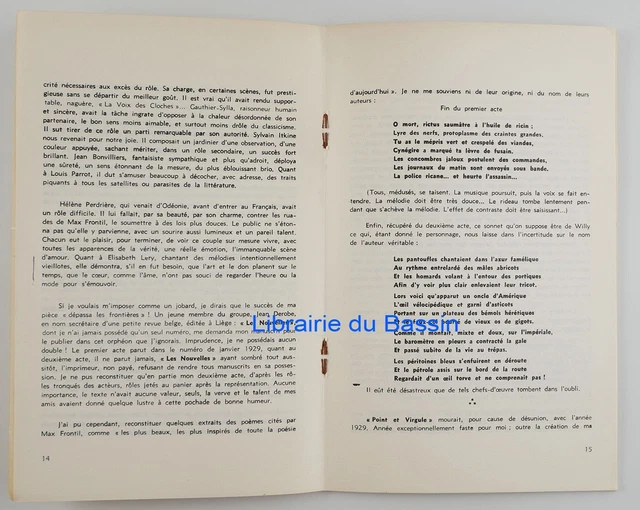 crité nécessaires aux excès du rôle. Sa charge, en certaines scènes, fut prestigieuse
sans se départir du meilleur goût. Il est vrai qu'il avait rendu supportable,
naguère, « La Voix des Cloches »... Gauthier-Sylla, raisonneur humain
et sincère, avait la tâche ingrate d'opposer à la chaleur désordonnée de son
partenaire, le bon sens moins aimable, et surtout moins drôle du classicisme.
Il sut tirer de ce rôle un parti remarquable par son autorité. Sylvain Itkine
nous revenait pour notre joie. Il composait un jardinier d'une observation, d'une
couleur appuyée, sachant mériter, dans un rôle secondaire, un succès fort
brillant. Jean Bonvilliers, fantaisiste sympathique et plus qu'adroit, déploya
une sûreté, un sens étonnant de la mesure, du plus éblouissant brio. Quant
à Louis Parrot, il dut s'amuser beaucoup à décocher, avec adresse, des traits
piquants à tous les satellites ou parasites de la littérature.
Hélène Perdrière, qui venait d'Odéonie, avant d'entrer au Français, avait
un rôle difficile. Il lui fallait, par sa beauté, par son charme, contre les ruades
de Max Frontil, le soumettre à des lois plus douces. Le public ne s'étonna
pas qu'elle y parvienne, avec un sourire aussi lumineux et un pareil talent.
Chacun eut le plaisir, pour terminer, de voir ce couple sur mesure vivre, avec
toutes les apparences de la vérité, une réelle émotion, l'immanquable scène
d'amour. Quant à Elisabeth Lery, chantant des mélodies intentionnellement
vieillottes, elle démontra, s'il en fut besoin, que l'art et le don planent sur le
temps, que le cœur, comme l'âme, n'ont pas souci de regarder l'heure ou la
mode pour s'émouvoir.
Si je voulais m'imposer comme un jobard, je dirais que le succès de ma
pièce « dépassa les frontières » ! Un jeune membre du groupe, Jean Derobe,
en nom secrétaire d'une petite revue belge, éditée à Liège : « Les Nouvelles »,
dont je n'ai jamais possédé qu'un seul numéro, me demanda mon
le publier dans cet orphéon que j'ignorais. Imprudence, je ne possédais aucun
double ! Le premier acte parut dans le numéro de janvier 1929, quant au
deuxième acte, il ne parut jamais, « Les Nouvelles » ayant sombré tout aussitôt,
l'imprimeur, non payé, refusant de rendre tous manuscrits en sa possession.
Je ne pus reconstituer qu'en partie mon deuxième acte, d'après les rôles
tronqués des acteurs, rôles jetés au panier après la représentation. Aucune
importance, le texte n'avait aucune valeur, seuls, la verve et le talent de mes
amis avaient donné quelque lustre à cette pochade de bonne humeur.
J'ai pu cependant, reconstituer quelques extraits des poèmes cités par
Max Frontil, comme « les plus beaux, les plus inspirés de toute la poésie
14
d'aujourd'hui ». Je ne me souviens ni de leur origine, ni du nom de leurs
auteurs :
Fin du premier acte
O mort, rictus saumâtre à l'huile de ricin ;
Lyre des nerfs, protoplasme des craintes grandes.
Tu as le mépris vert et crespelé des viandes,
Cynégire a marqué ta lèvre de fusain.
Les concombres jaloux postulent des commandes,
Les journaux du matin sont envoyés sous bande,
La police ricane... et heurte l'assassin...
(Tous, médusés, se taisent. La musique poursuit, puis la voix se fait entendre.
La mélodie doit être très douce... Le rideau tombe lentement pendant
que s'achève la mélodie. L'effet de contraste doit être saisissant...)
Enfin, récupéré du deuxième acte, ce sonnet qu'on suppose être de Willy
ce qui, étant donné le personnage, nous laisse dans l'incertitude sur le nom
de l'auteur véritable :
Les pantoufles chantaient dans l'azur famélique
Au rythme entrelardé des mâles abricots
Et les homards volant à l'entour des portiques
Afin d'y voir plus clair enlevaient leur tricot.
Lors voici qu'apparut un oncle d'Amérique
L'œil vélocipédique et garni d'asticots
Portant sur un plateau des bémols hérétiques
de vieux os de gigots.
Comme il montait, mixte et doux, sur l'impériale,
Le baromètre en pleurs a contracté la gale
Et passé subito de la vie au trépas.
Les péritoines bleus s'enfuirent en déroute
Et le pétrole assis sur le bord de la route
Regardait d'un œil torve et ne comprenait pas !
Il eût été désastreux que de tels chefs-d'œuvre tombent dans l'oubli.
« Point et Virgule » mourait, pour cause de désunion, avec l'année
1929. Année exceptionnellement faste pour moi ; outre la création de ma
15
Librairie du Bassin